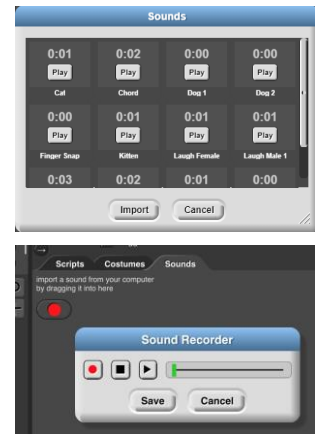 Sounds
0:01 0:02 0:00 0:00
Play Play Play Play
Cat Chord Dog 1 Dog 2
0:00 0:01 0:01 0:01
Play Play Play Play
Finger Snap Kitten Laugh Female Laugh Male 1
0:03 0:02 0:01 0:00
Import Cancel
Scripts Costumes Sounds
import a sound from your computer
by dragging it into here
Sound Recorder
Save Cancel